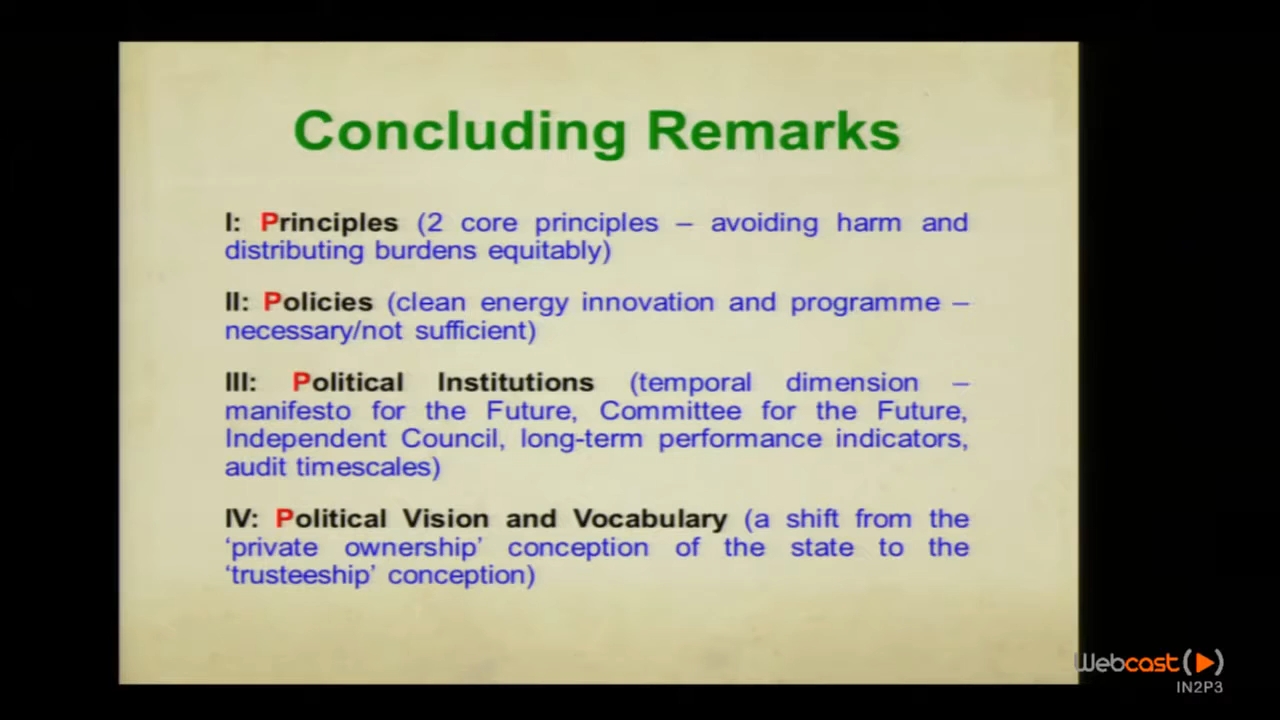 Concluding Remarks
I: Principles (2 core principles – avoiding harm and
distributing burdens equitably)
II: Policies (clean energy innovation and programme –
necessary/not sufficient)
III: Political Institutions (temporal dimension –
manifesto for the Future, Committee for the Future,
Independent Council, long-term performance indicators,
audit timescales)
IV: Political Vision and Vocabulary (a shift from the
‘private ownership’ conception of the state to the
‘trusteeship’ conception)
Webcast
IN2P3